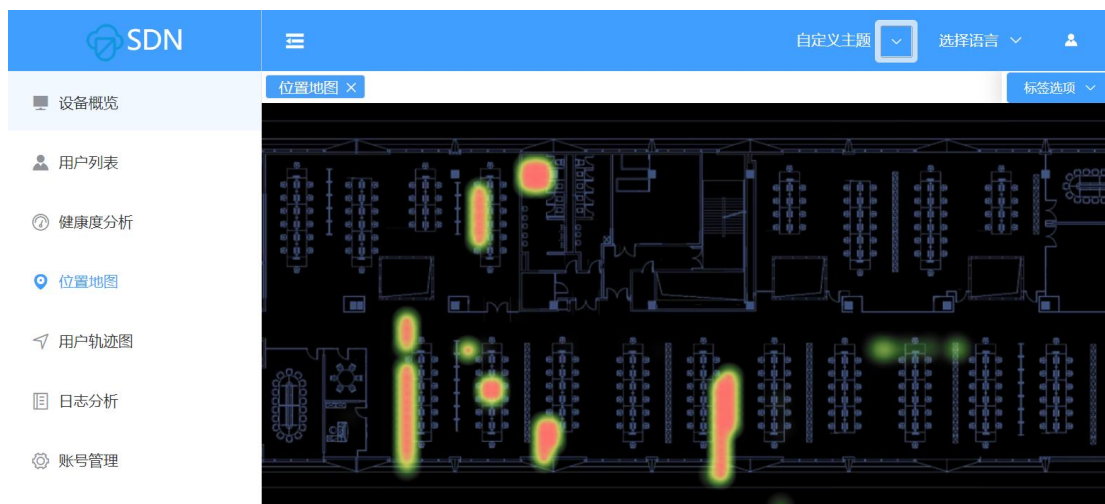 SDN
自定义主题
选择语言
位置地图
标签选项
设备概览
用户列表
健康度分析
位置地图
用户轨迹图
日志分析
账号管理